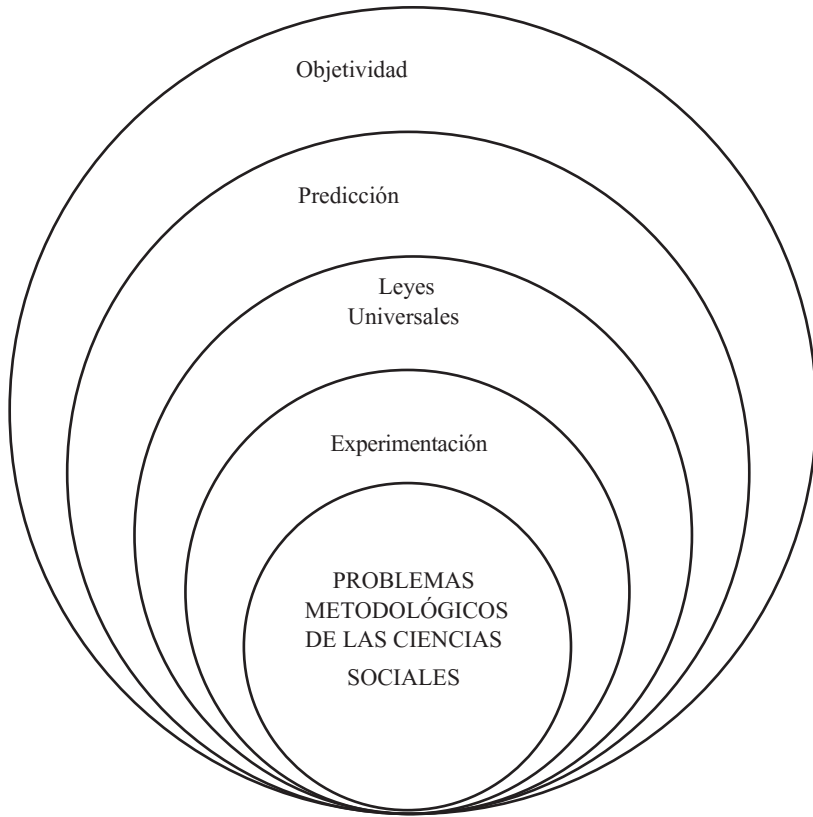 Objetividad
Predicción
Leyes
Universales
Experimentación
PROBLEMAS
METODOLÓGICOS
DE LAS CIENCIAS
SOCIALES